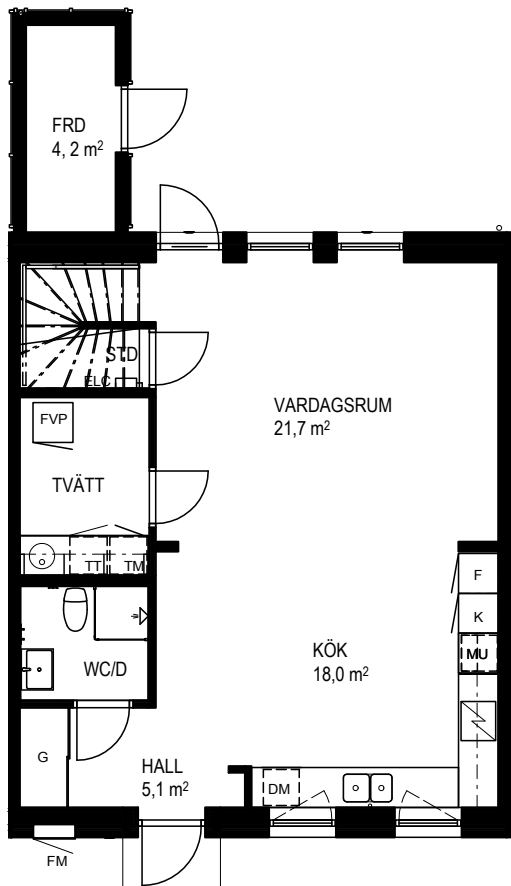 FRD
4, 2 m²
STD
ELC
FVP
VARDAGSRUM
21,7 m²
TVÄTT
TT
TM
F
K
MU
KÖK
18,0 m²
WC/D
G
HALL
5,1 m²
DM
FM